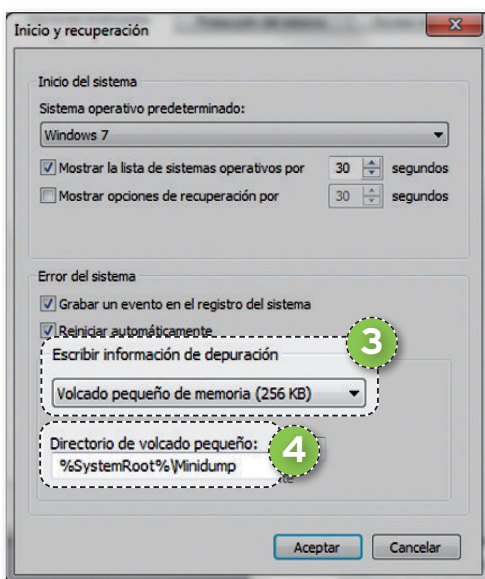 Inicio y recuperación
Inicio del sistema
Sistema operativo predeterminado:
Windows 7
Mostrar la lista de sistemas operativos por 30 segundos
Mostrar opciones de recuperación por 30 segundos
Error del sistema
Grabar un evento en el registro del sistema
Reiniciar automáticamente
3
Escribir información de depuración
Volcado pequeño de memoria (256 KB)
Directorio de volcado pequeño:
4
%SystemRoot%\Minidump
Aceptar Cancelar